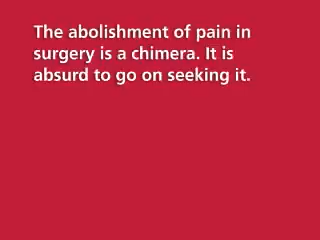 The abolishment of pain in
surgery is a chimera. It is
absurd to go on seeking it.